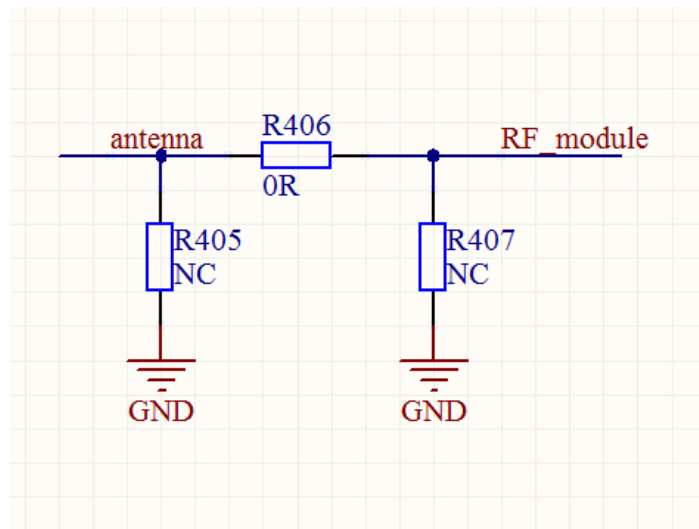 antenna
R406
0R
RF_module
R405
NC
R407
NC
GND
GND